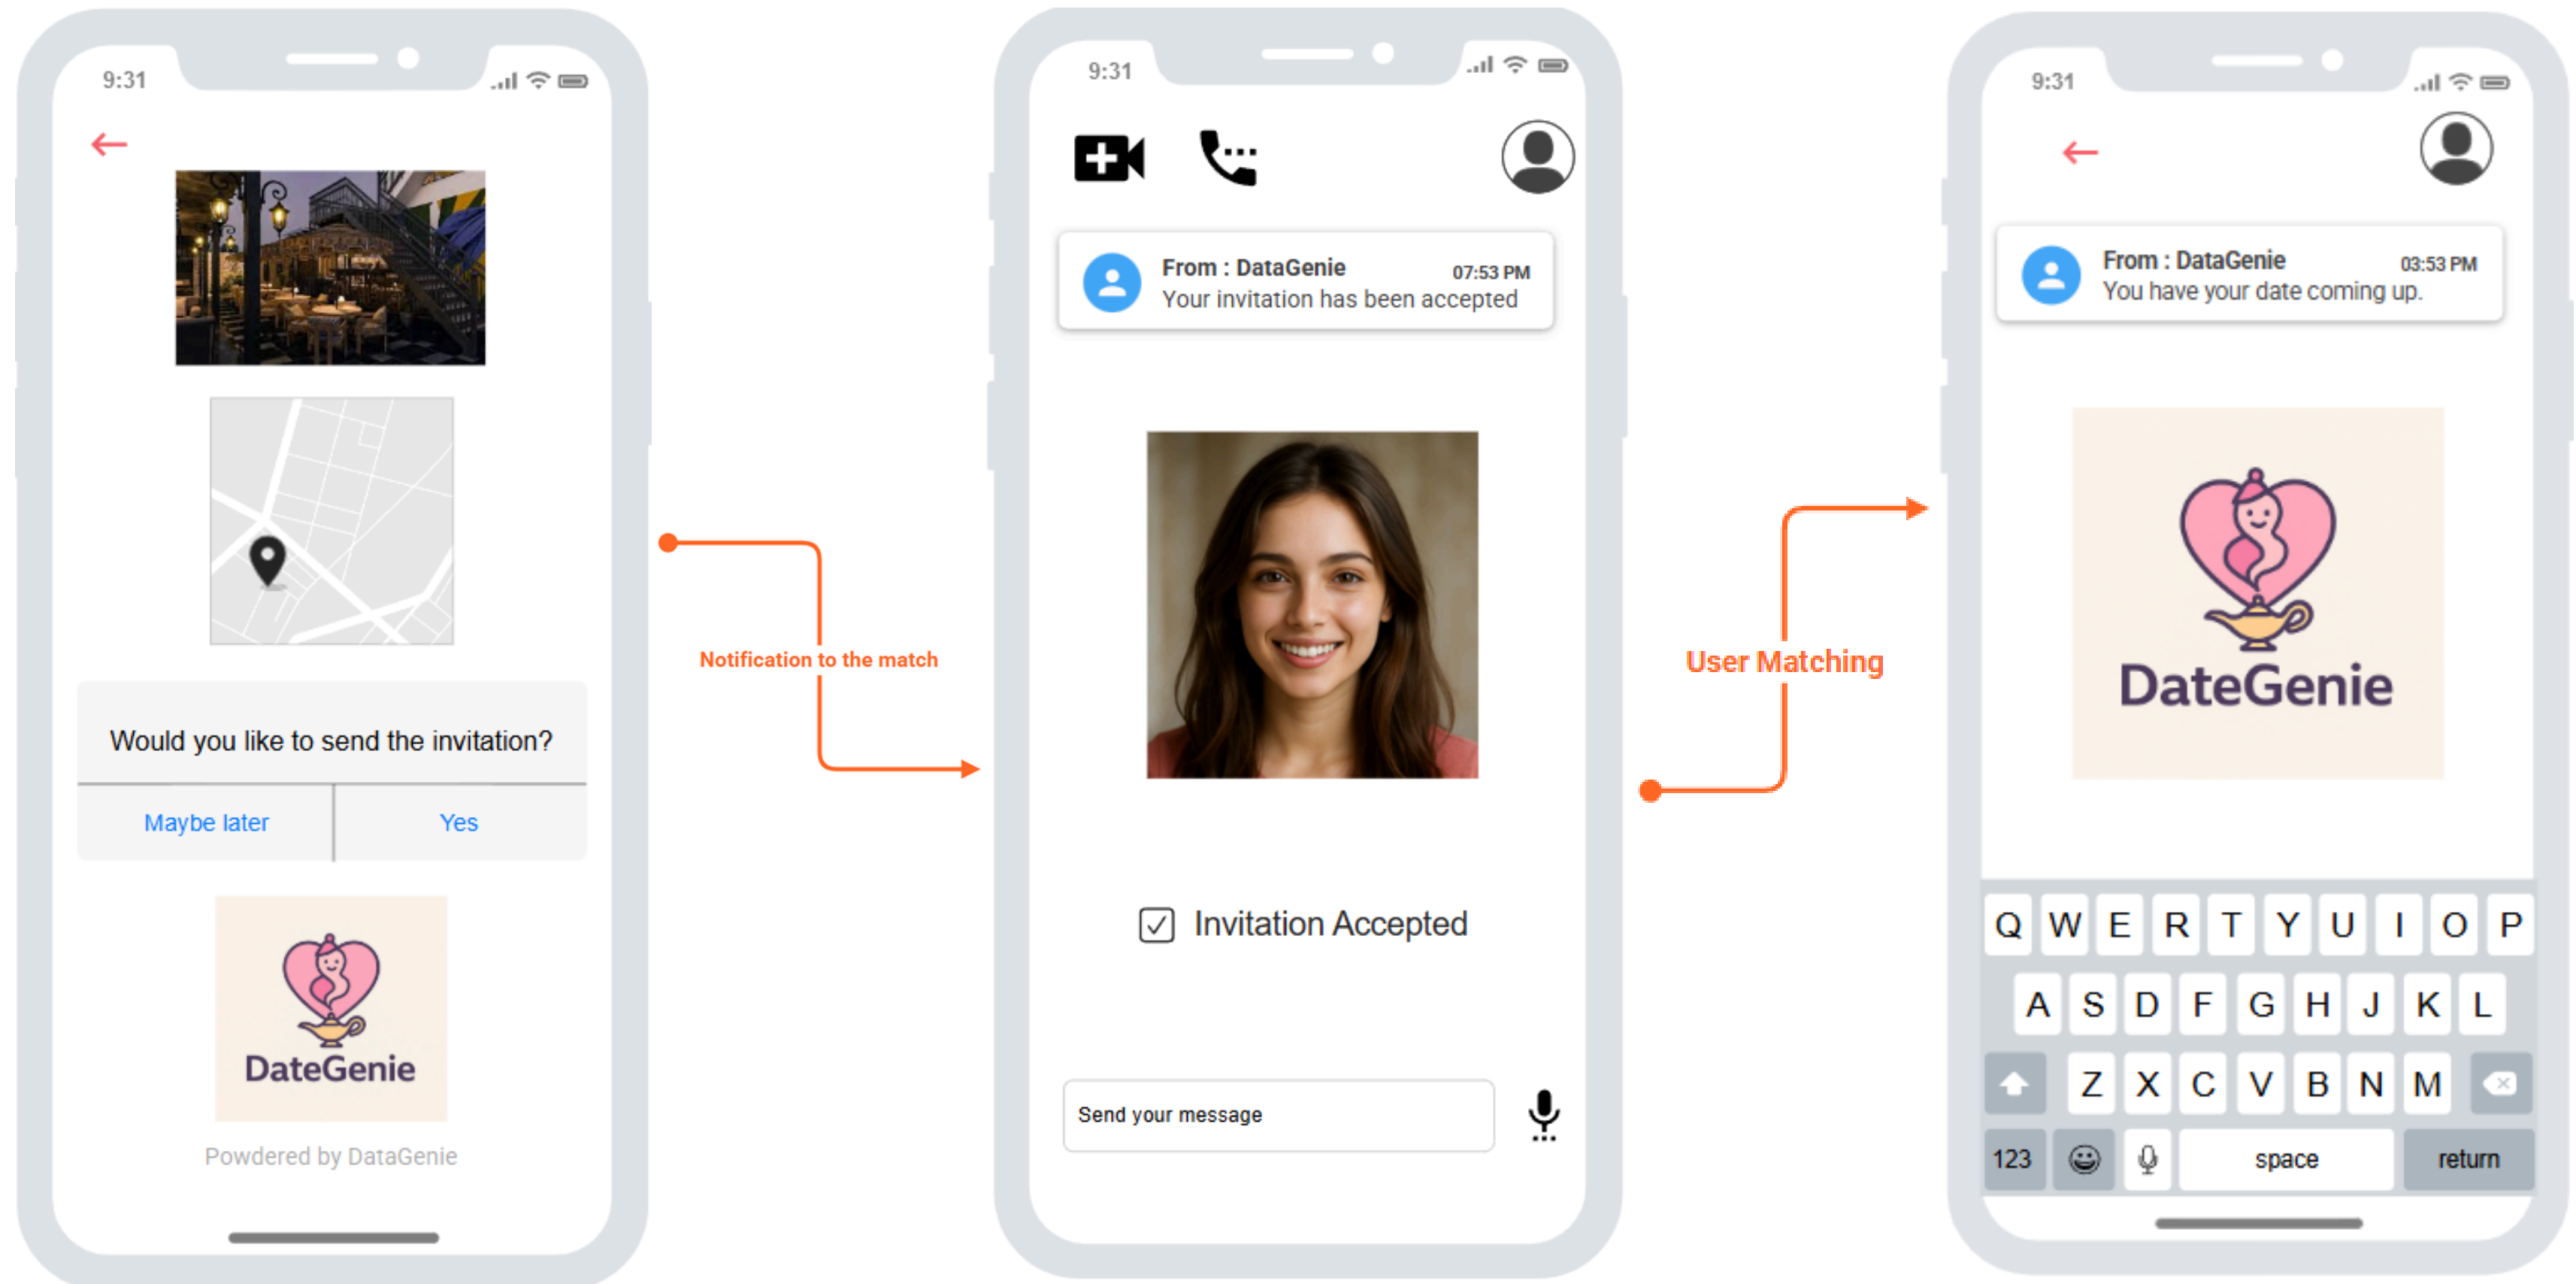 9:31
Would you like to send the invitation?
Maybe later
Yes
DateGenie
Powdered by DataGenie
Notification to the match
9:31
From : DataGenie
07:53 PM
Your invitation has been accepted
Invitation Accepted
Send your message
User Matching
9:31
From : DataGenie
03:53 PM
You have your date coming up.
DateGenie
Q W E R T Y U I O P
A S D F G H J K L
Z X C V B N M
123
space
return